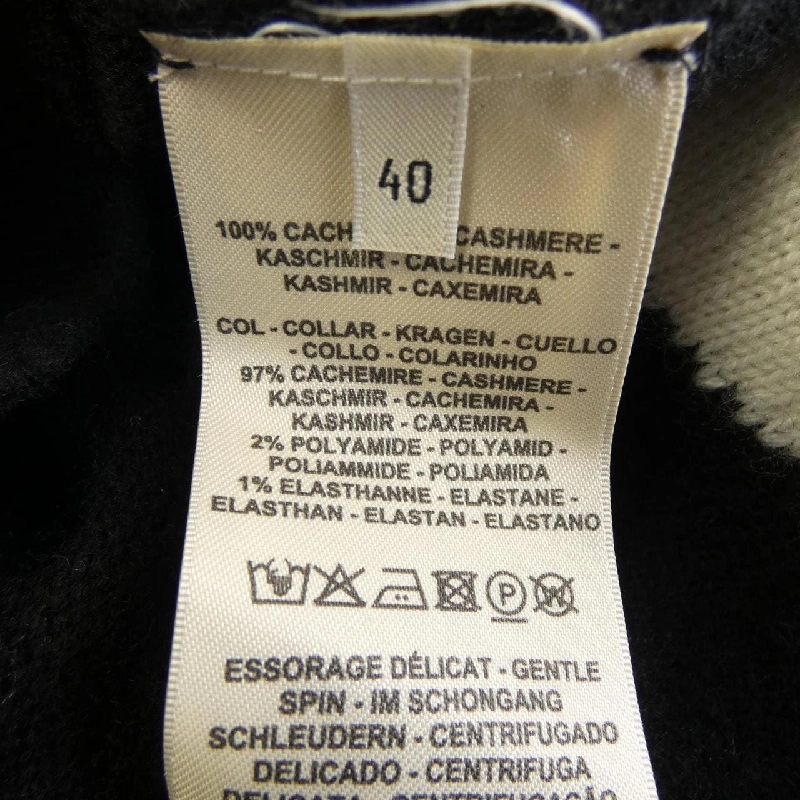 40
100% CACH CASHMERE -
KASCHMIR - CACHEMIRA -
KASHMIR - CAXEMIRA
COL - COLLAR - KRAGEN - CUELLO
- COLLO - COLARINHO
97% CACHEMIRE - CASHMERE -
KASCHMIR - CACHEMIRA -
KASHMIR - CAXEMIRA
2% POLYAMIDE - POLYAMID -
POLIAMMIDE - POLIAMIDA
1% ELASTHANNE - ELASTANE -
ELASTHAN - ELASTAN - ELASTANO
P W
ESSORAGE DÉLICAT - GENTLE
SPIN - IM SCHONGANG
SCHLEUDERN - CENTRIFUGADO
DELICADO - CENTRIFUGA
DELICATA - CENTRIFUGAÇÃO